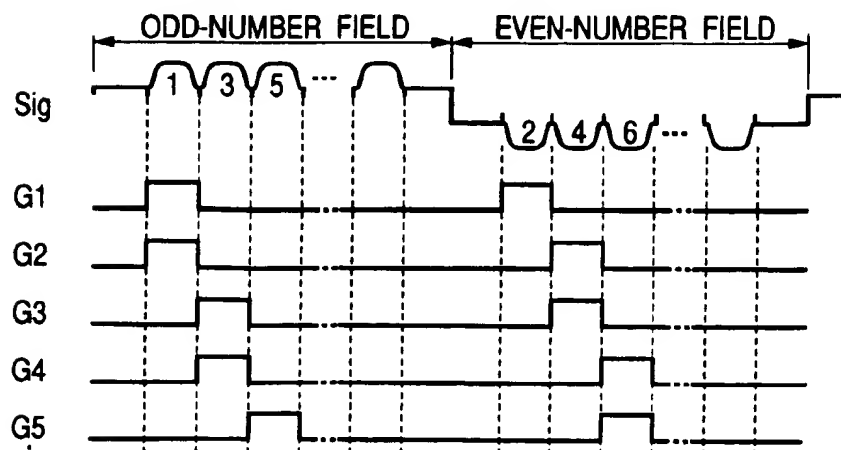 ODD-NUMBER FIELD EVEN-NUMBER FIELD
Sig 1 3 5 ... 2 4 6 ...
G1
G2
G3
G4
G5